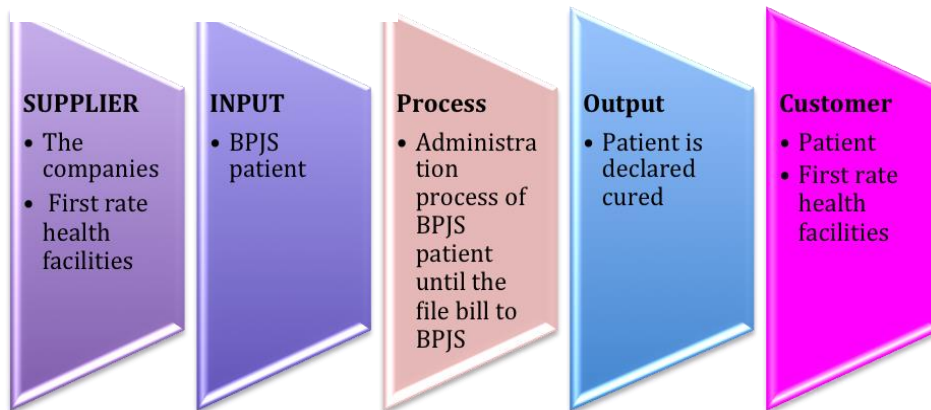 SUPPLIER
• The
companies
• First rate
health
facilities
INPUT
• BPJS
patient
Process
• Administra
tion
process of
BPJS
patient
until the
file bill to
BPJS
Output
• Patient is
declared
cured
Customer
• Patient
• First rate
health
facilities